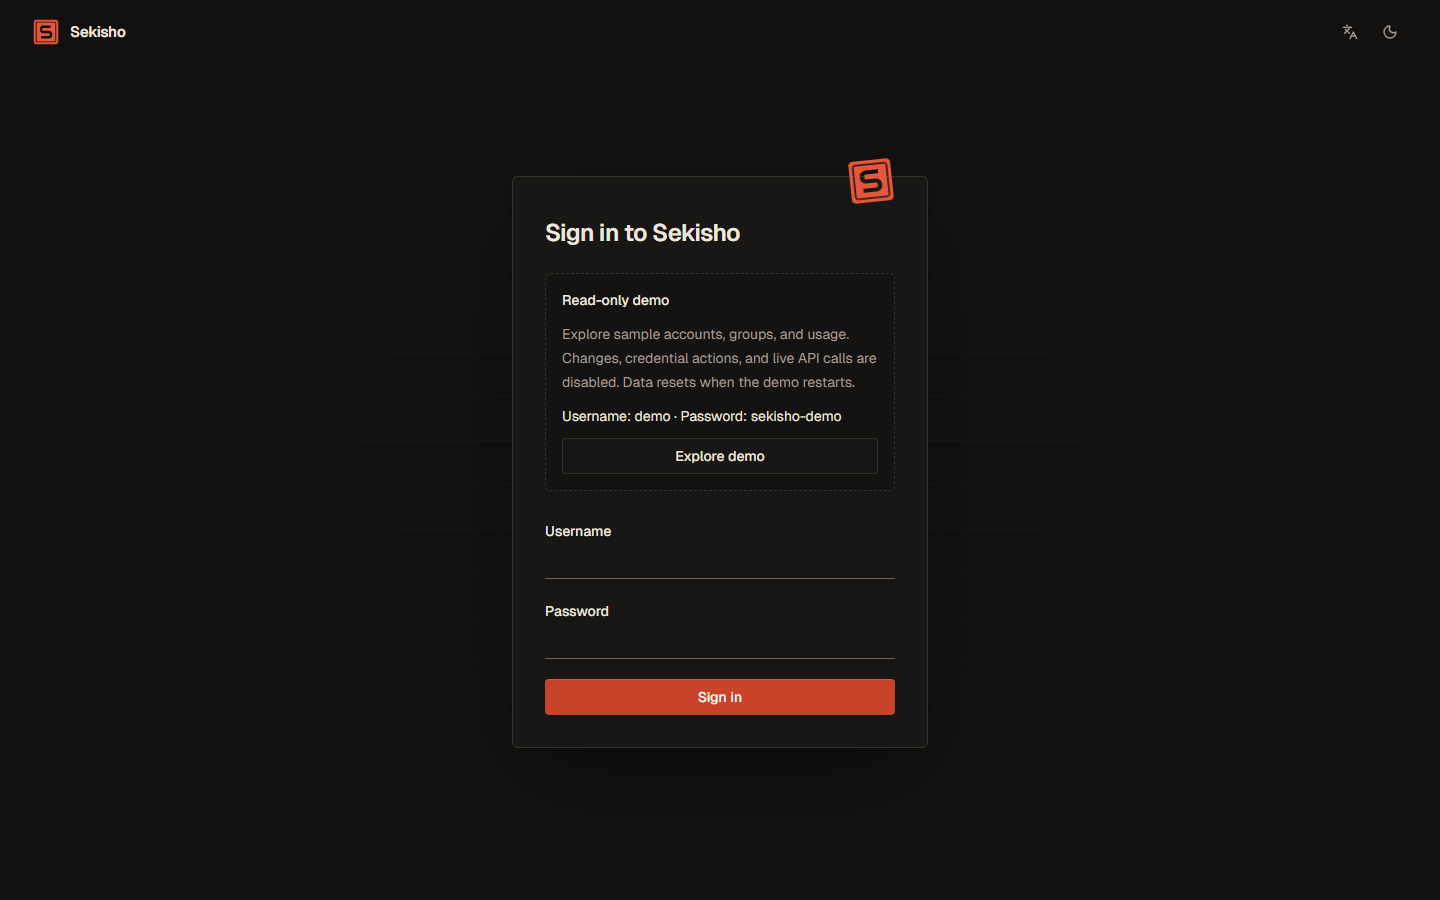 Sekisho
Sign in to Sekisho
Read-only demo
Explore sample accounts, groups, and usage.
Changes, credential actions, and live API calls are
disabled. Data resets when the demo restarts.
Username: demo · Password: sekisho-demo
Explore demo
Username
Password
Sign in